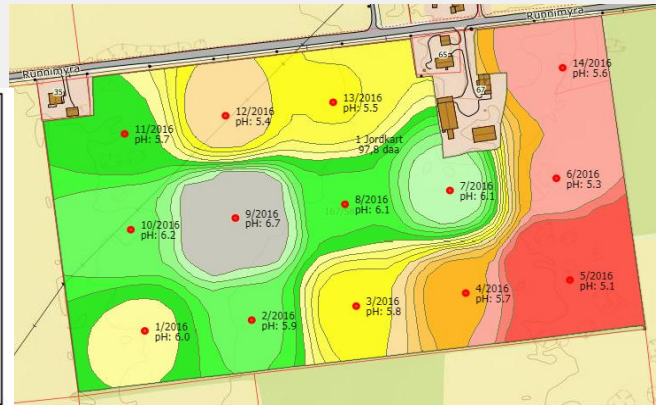 Runnimyra
Runnimyra
65
14/2016
pH: 5.6
67
35
13/2016
pH: 5.5
12/2016
pH: 5.4
11/2016
pH: 5.7
1 Jordkart
97,8 daa
6/2016
pH: 5.3
7/2016
pH: 6.1
8/2016
pH: 6.1
9/2016
pH: 6.7
10/2016
pH: 6.2
5/2016
pH: 5.1
4/2016
pH: 5.7
3/2016
pH: 5.8
2/2016
pH: 5.9
1/2016
pH: 6.0